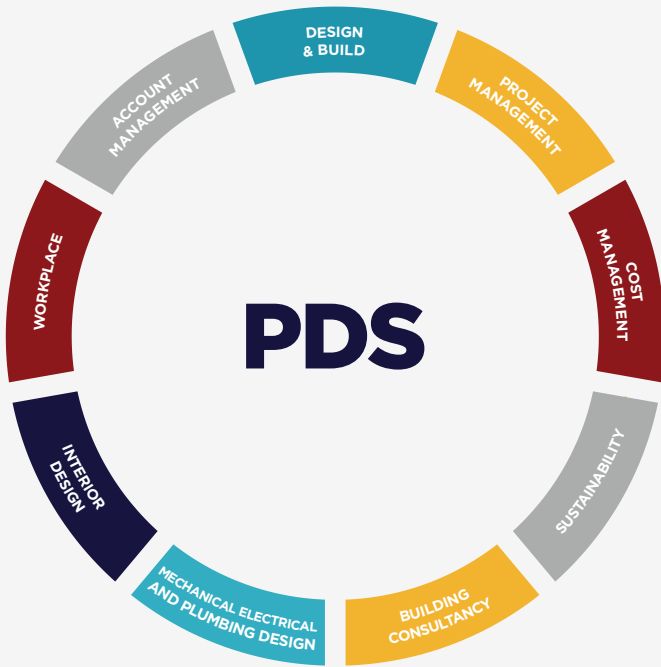 DESIGN
& BUILD
PROJECT
MANAGEMENT
COST
MANAGEMENT
SUSTAINABILITY
BUILDING
CONSULTANCY
MECHANICAL ELECTRICAL
AND PLUMBING DESIGN
INTERIOR
DESIGN
WORKPLACE
ACCOUNT
MANAGEMENT
PDS